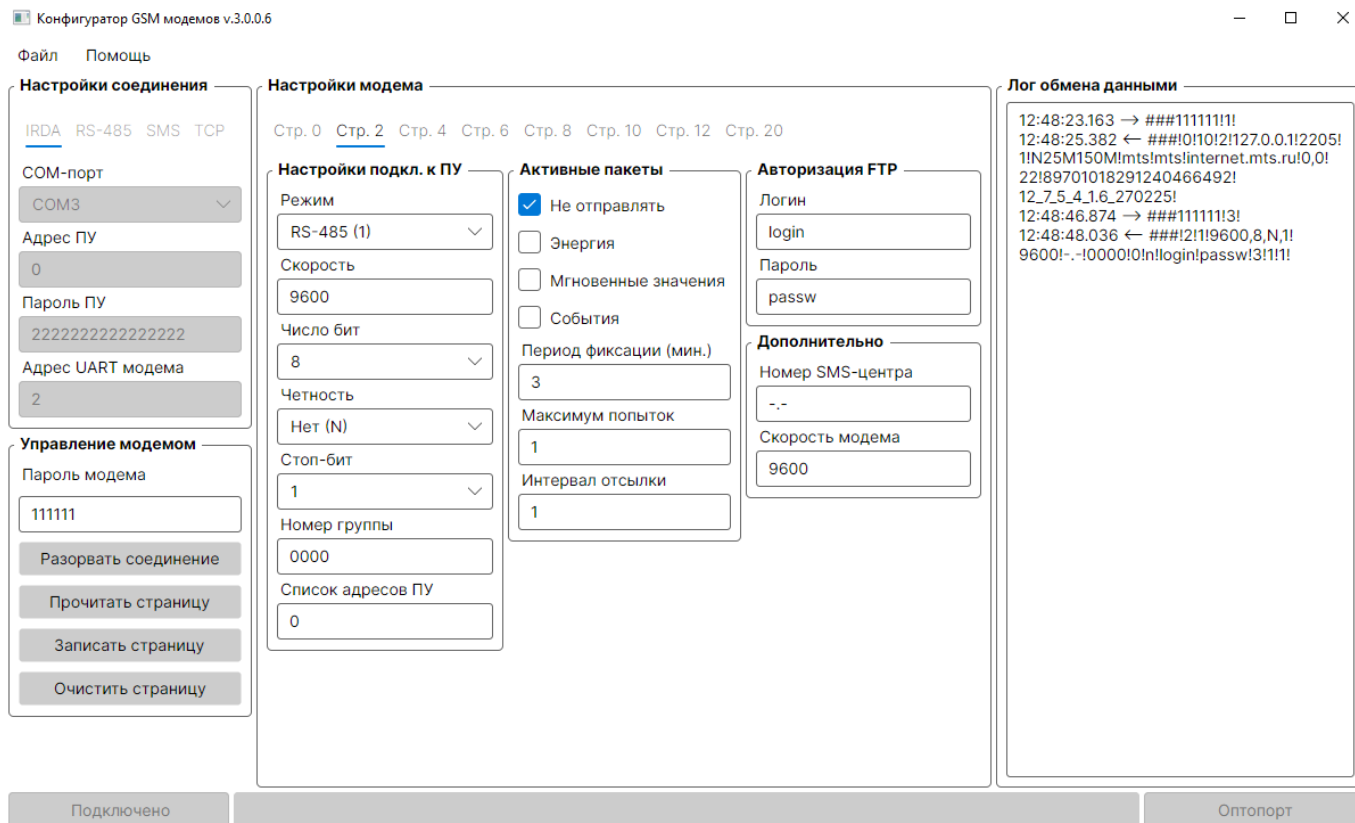 Конфигуратор GSM модемов v.3.0.0.6
Файл Помощь
Настройки соединения
IRDA RS-485 SMS TCP
COM-порт
COM3
Адрес ПУ
0
Пароль ПУ
2222222222222222
Адрес UART модема
2
Управление модемом
Пароль модема
111111
Разорвать соединение
Прочитать страницу
Записать страницу
Очистить страницу
Настройки модема
Стр. 0 Стр. 2 Стр. 4 Стр. 6 Стр. 8 Стр. 10 Стр. 12 Стр. 20
Настройки подкл. к ПУ
Режим
RS-485 (1)
Скорость
9600
Число бит
8
Четность
Нет (N)
Стоп-бит
1
Номер группы
0000
Список адресов ПУ
0
Активные пакеты
Не отправлять
Энергия
Мгновенные значения
События
Период фиксации (мин.)
3
Максимум попыток
1
Интервал отсылки
1
Авторизация FTP
Логин
login
Пароль
passw
Дополнительно
Номер SMS-центра
-.-
Скорость модема
9600
Лог обмена данными
12:48:23.163 → ###111111!1!
12:48:25.382 ← ###!0!10!2!127.0.0.1!2205!
1!N25M150M!mts!mts!internet.mts.ru!0,0!
22!89701018291240466492!
12_7_5_4_1.6_270225!
12:48:46.874 → ###111111!3!
12:48:48.036 ← ###!2!1!9600,8,N,1!
9600!-.-!0000!0!n!login!passw!3!1!1!
Подключено
Оптопорт